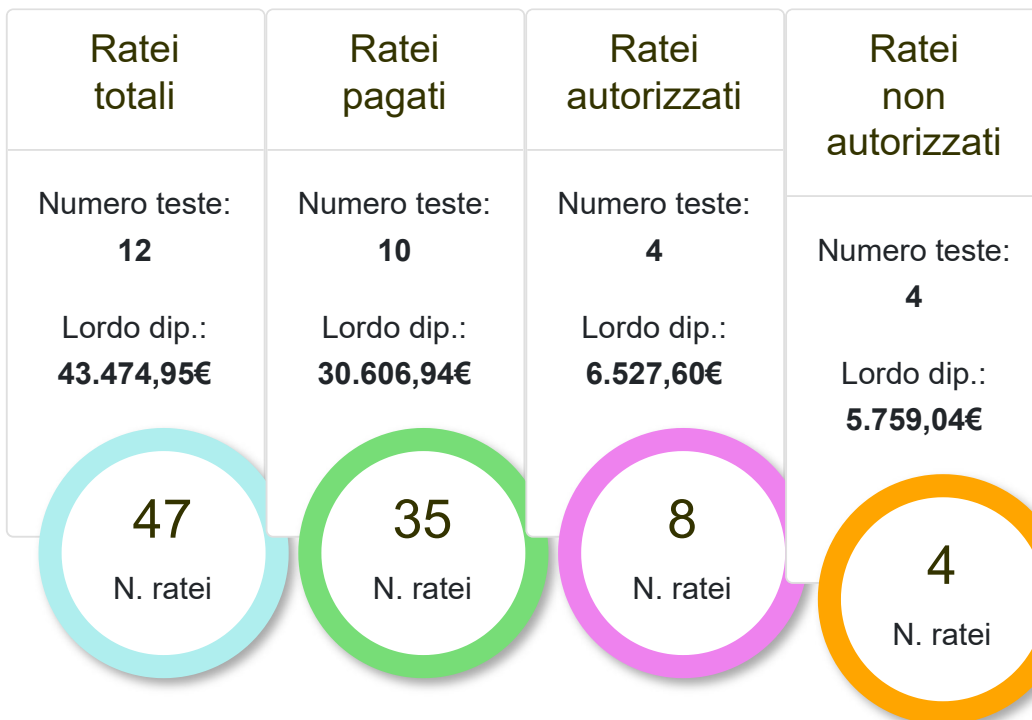 Ratei
totali
Numero teste:
12
Lordo dip.:
43.474,95€
47
N. ratei
Ratei
pagati
Numero teste:
10
Lordo dip.:
30.606,94€
35
N. ratei
Ratei
autorizzati
Numero teste:
4
Lordo dip.:
6.527,60€
8
N. ratei
Ratei
non
autorizzati
Numero teste:
4
Lordo dip.:
5.759,04€
4
N. ratei